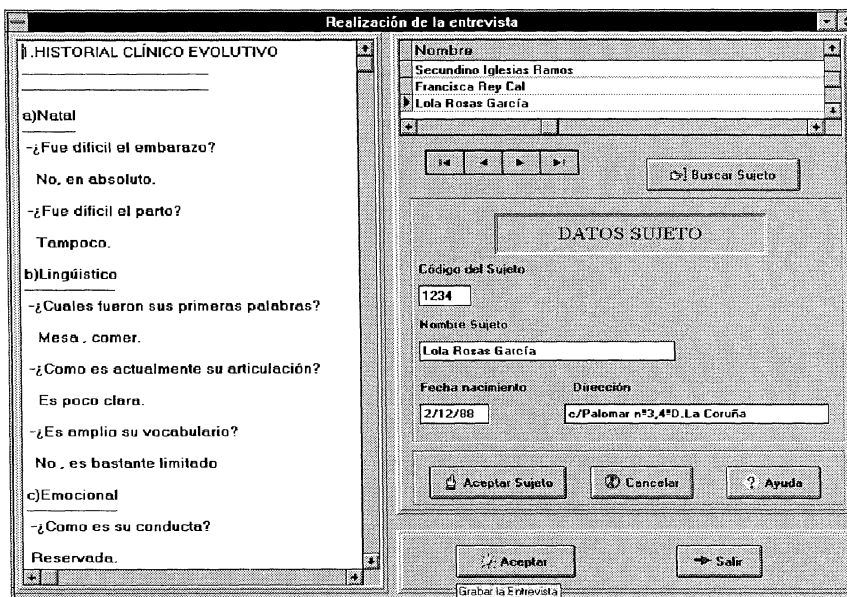 Realización de la entrevista
1.HISTORIAL CLÍNICO EVOLUTIVO
a)Natal
-¿Fue dificil el embarazo?
No, en absoluto.
-¿Fue dificil el parto?
Tampoco.
b)Lingúistico
-¿Cuales fueron sus primeras palabras?
Mesa , comer.
-¿Como es actualmente su articulación?
Es poco clara.
-¿Es amplio su vocabulario?
No , es bastante limitado
c)Emocional
-¿Como es su conducta?
Reservada.
Nombre
Secundino Iglesias Ramos
Francisca Rey Cal
Lola Rosas García
Buscar Sujeto
DATOS SUJETO
Código del Sujeto
1234
Nombre Sujeto
Lola Rosas García
Fecha nacimiento Dirección
2/12/88 c/Palomar nº3,4ºD.La Coruña
Aceptar Sujeto Cancelar Ayuda
Aceptar Salir
Grabar la Entrevista